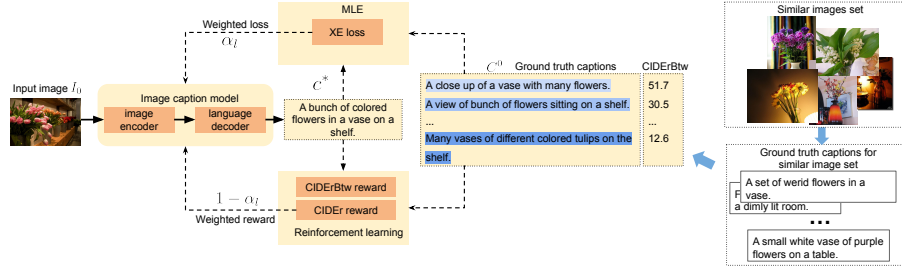 MLE
Weighted loss
α_l
XE loss
Similar images set
Input image I_0
Image caption model
image encoder
language decoder
c*
A bunch of colored
flowers in a vase on a
shelf.
C^0
Ground truth captions
CIDErBtw
A close up of a vase with many flowers. 51.7
A view of bunch of flowers sitting on a shelf. 30.5
...
Many vases of different colored tulips on the 12.6
shelf.
1 − α_l
Weighted reward
CIDErBtw reward
CIDEr reward
Reinforcement learning
Ground truth captions for
similar image set
A set of werid flowers in a
vase.
a dimly lit room.
...
A small white vase of purple
flowers on a table.